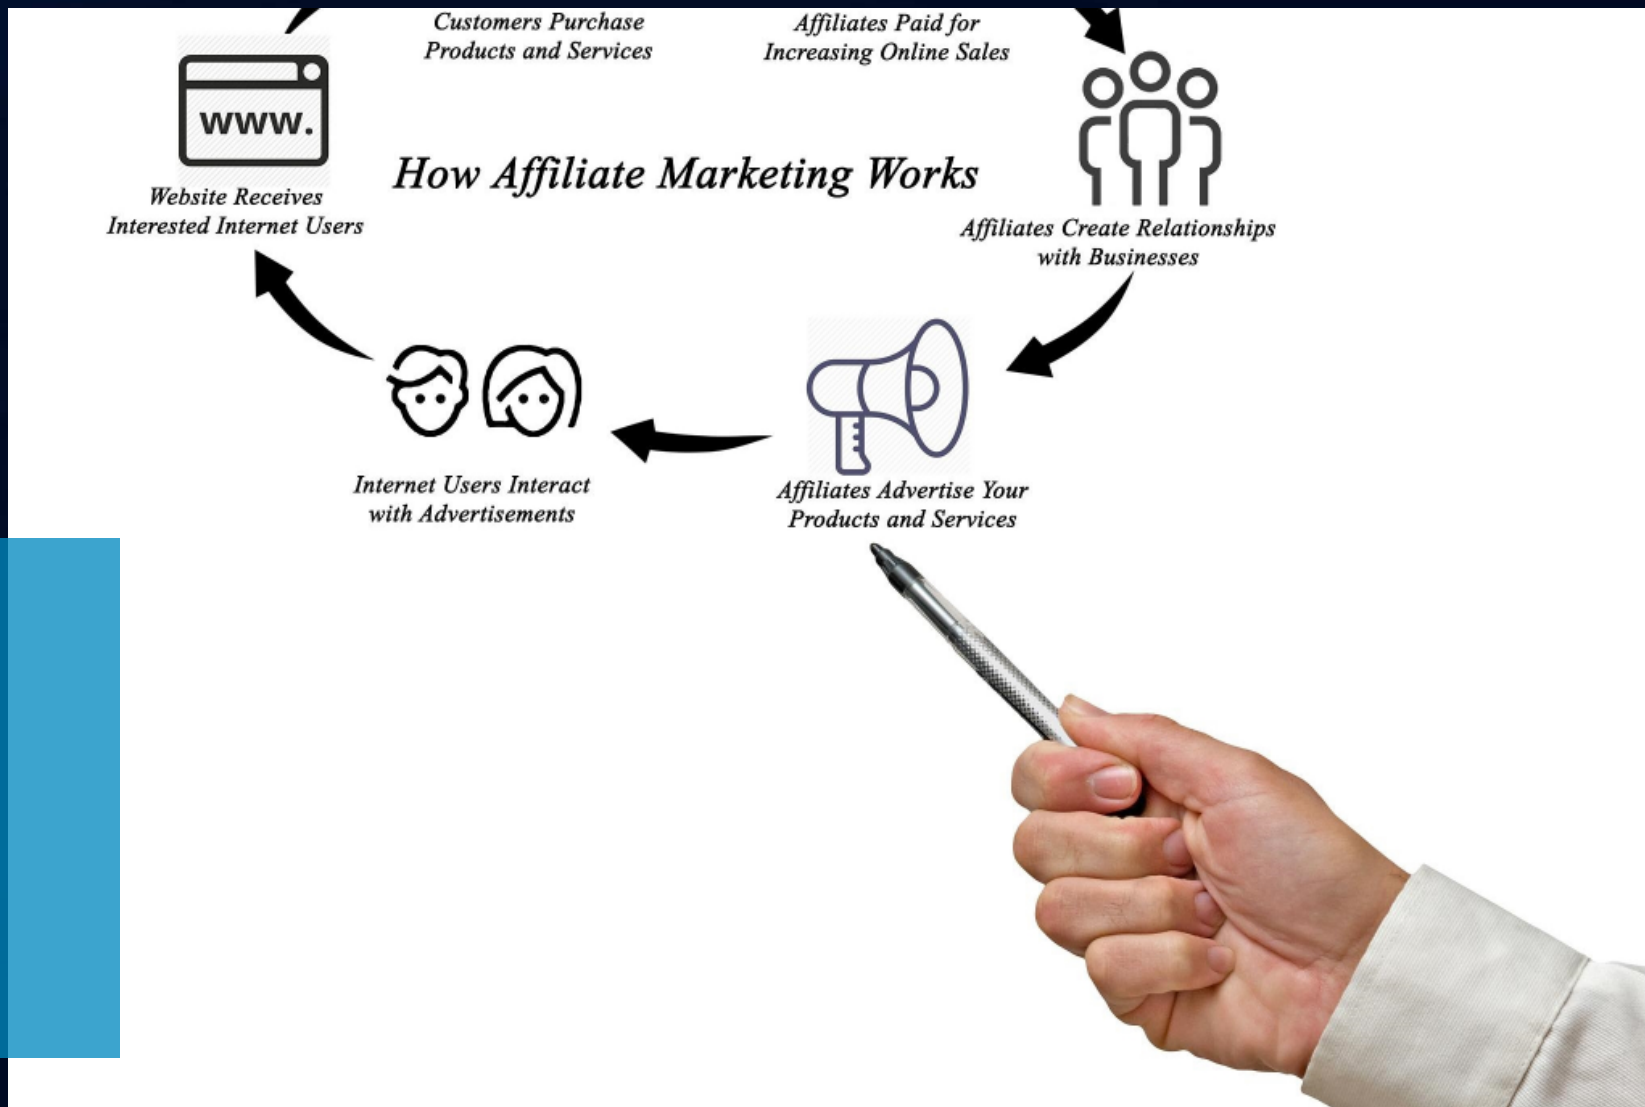 Customers Purchase
Products and Services
Affiliates Paid for
Increasing Online Sales
www.
Website Receives
Interested Internet Users
How Affiliate Marketing Works
Affiliates Create Relationships
with Businesses
Internet Users Interact
with Advertisements
Affiliates Advertise Your
Products and Services